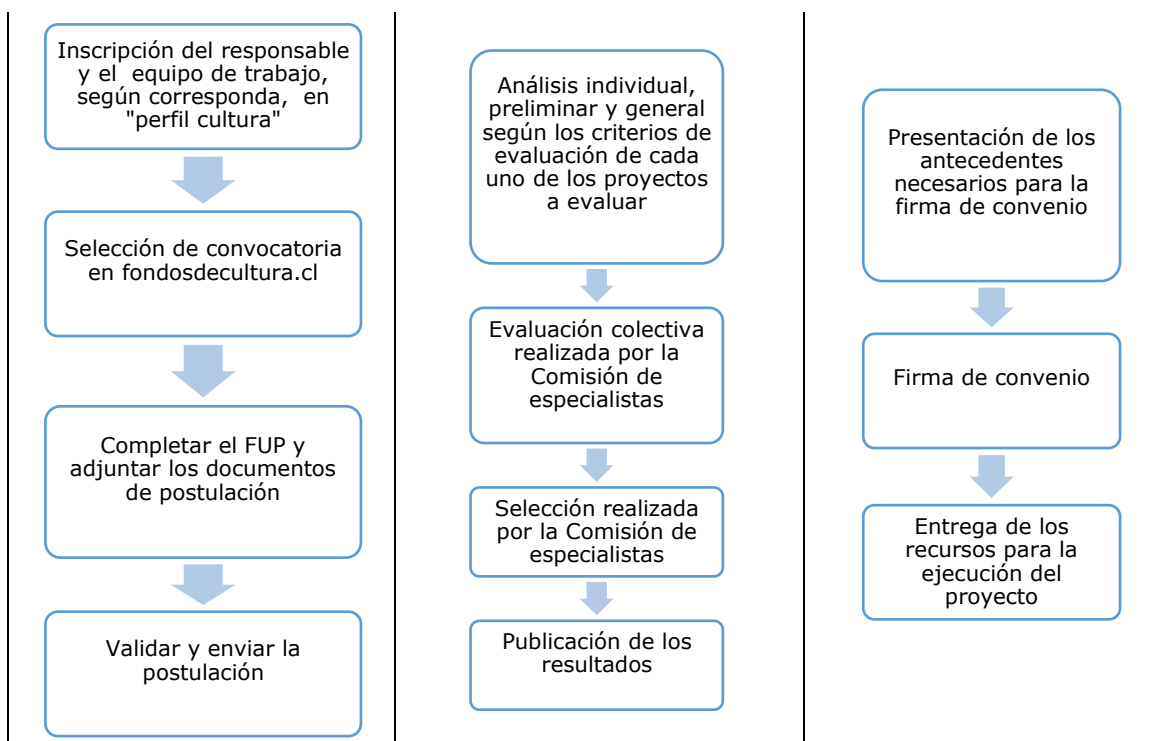 Inscripción del responsable
y el equipo de trabajo,
según corresponda, en
"perfil cultura"
Selección de convocatoria
en fondosdecultura.cl
Completar el FUP y
adjuntar los documentos
de postulación
Validar y enviar la
postulación
Análisis individual,
preliminar y general
según los criterios de
evaluación de cada
uno de los proyectos
a evaluar
Evaluación colectiva
realizada por la
Comisión de
especialistas
Selección realizada
por la Comisión de
especialistas
Publicación de los
resultados
Presentación de los
antecedentes
necesarios para la
firma de convenio
Firma de convenio
Entrega de los
recursos para la
ejecución del
proyecto